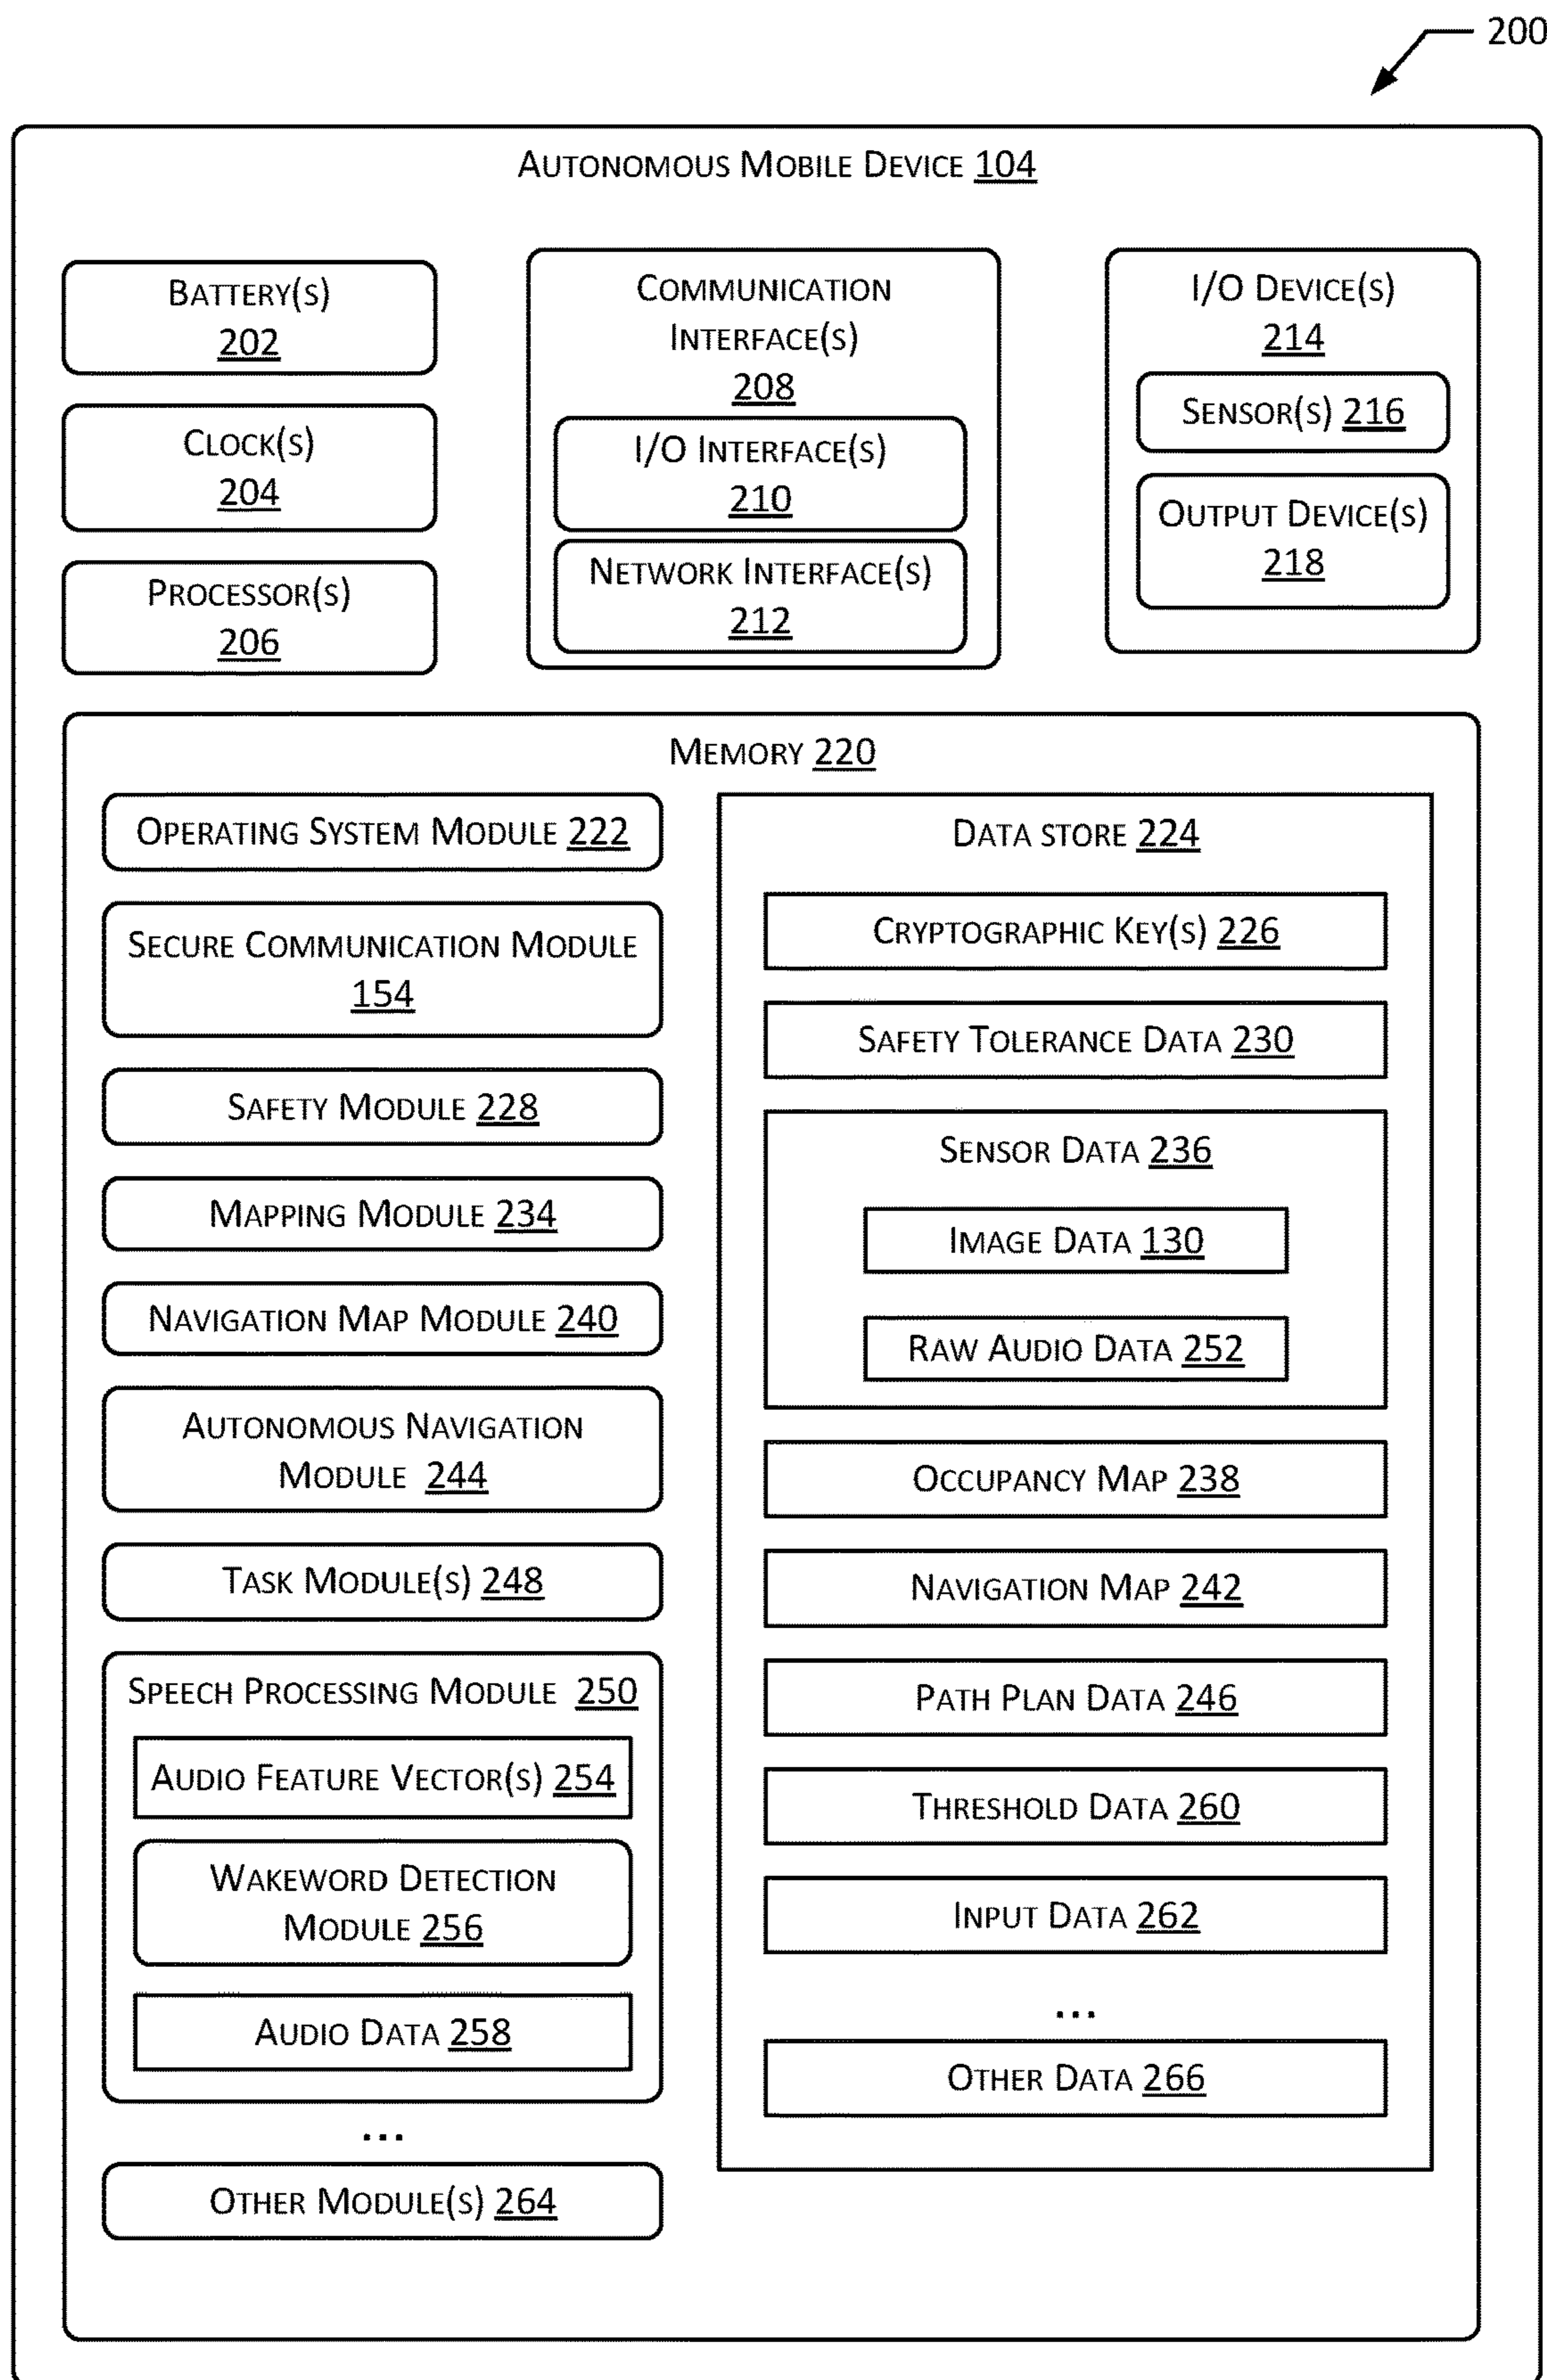 200
AUTONOMOUS MOBILE DEVICE 104
BATTERY(S)
202
CLOCK(S)
204
PROCESSOR(S)
206
COMMUNICATION
INTERFACE(S)
208
I/O INTERFACE(S)
210
NETWORK INTERFACE(S)
212
I/O DEVICE(S)
214
SENSOR(S) 216
OUTPUT DEVICE(S)
218
MEMORY 220
OPERATING SYSTEM MODULE 222
SECURE COMMUNICATION MODULE
154
SAFETY MODULE 228
MAPPING MODULE 234
NAVIGATION MAP MODULE 240
AUTONOMOUS NAVIGATION
MODULE 244
TASK MODULE(S) 248
SPEECH PROCESSING MODULE 250
AUDIO FEATURE VECTOR(S) 254
WAKEWORD DETECTION
MODULE 256
AUDIO DATA 258
...
OTHER MODULE(S) 264
DATA STORE 224
CRYPTOGRAPHIC KEY(S) 226
SAFETY TOLERANCE DATA 230
SENSOR DATA 236
IMAGE DATA 130
RAW AUDIO DATA 252
OCCUPANCY MAP 238
NAVIGATION MAP 242
PATH PLAN DATA 246
THRESHOLD DATA 260
INPUT DATA 262
...
OTHER DATA 266